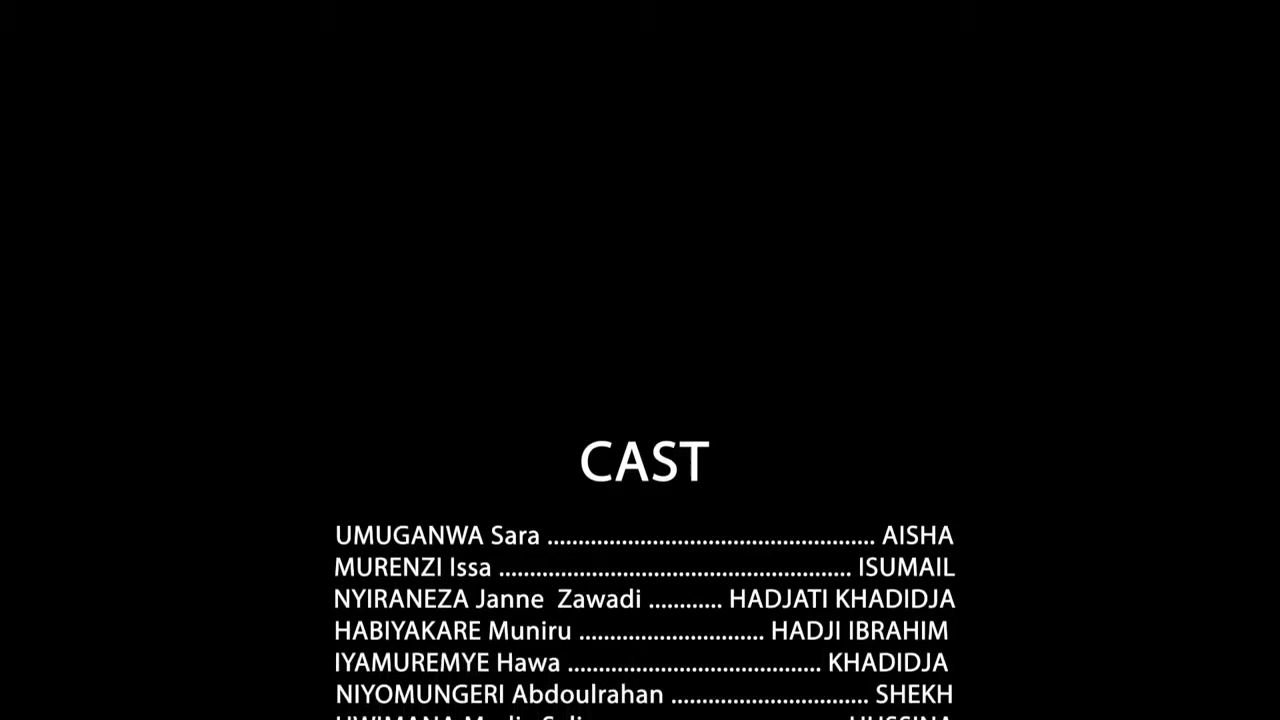 CAST
UMUGANWA Sara ..................................................... AISHA
MURENZI Issa ......................................................... ISUMAIL
NYIRANEZA Janne  Zawadi ............ HADJATI KHADIDJA
HABIYAKARE Muniru .............................. HADJI IBRAHIM
IYAMUREMYE Hawa ......................................... KHADIDJA
NIYOMUNGERI Abdoulrahan ................................ SHEKH